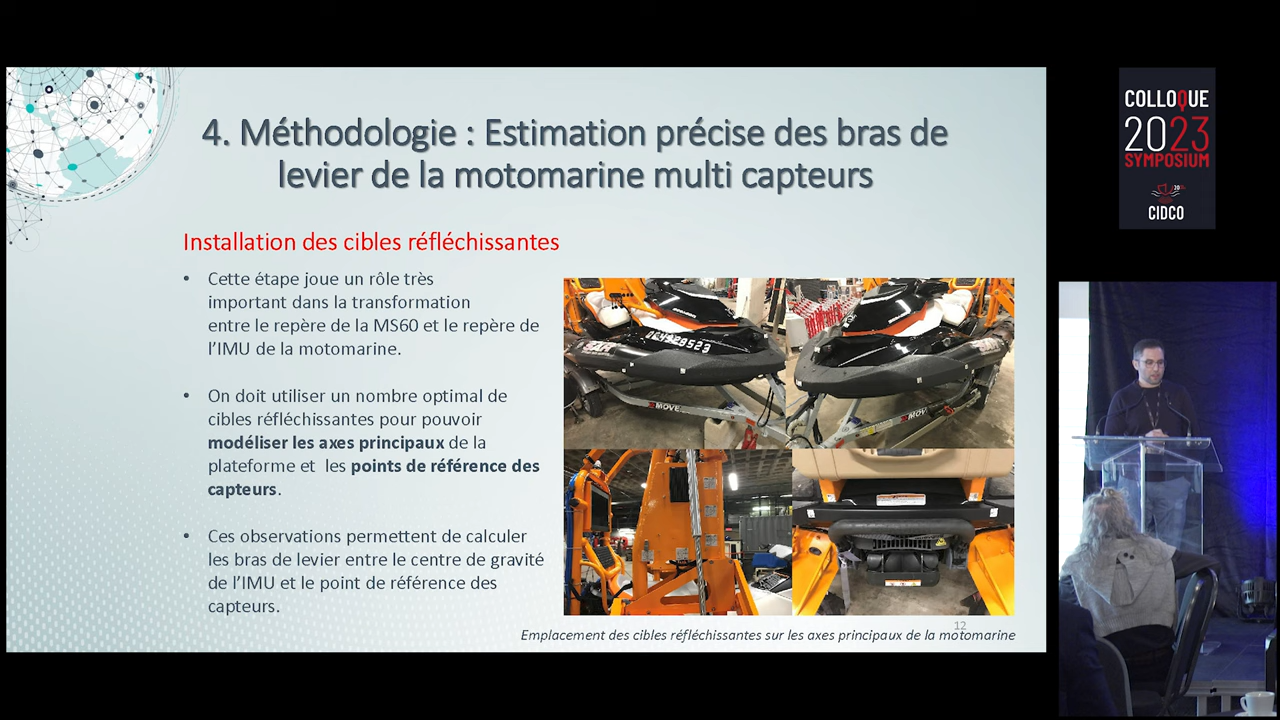 4. Méthodologie : Estimation précise des bras de
levier de la motomarine multi capteurs
Installation des cibles réfléchissantes
• Cette étape joue un rôle très
important dans la transformation
entre le repère de la MS60 et le repère de
l’IMU de la motomarine.
• On doit utiliser un nombre optimal de
cibles réfléchissantes pour pouvoir
modéliser les axes principaux de la
plateforme et les points de référence des
capteurs.
• Ces observations permettent de calculer
les bras de levier entre le centre de gravité
de l’IMU et le point de référence des
capteurs.
MOVE
MOV
12
Emplacement des cibles réfléchissantes sur les axes principaux de la motomarine
COLLOQUE
2023
SYMPOSIUM
CIDCO